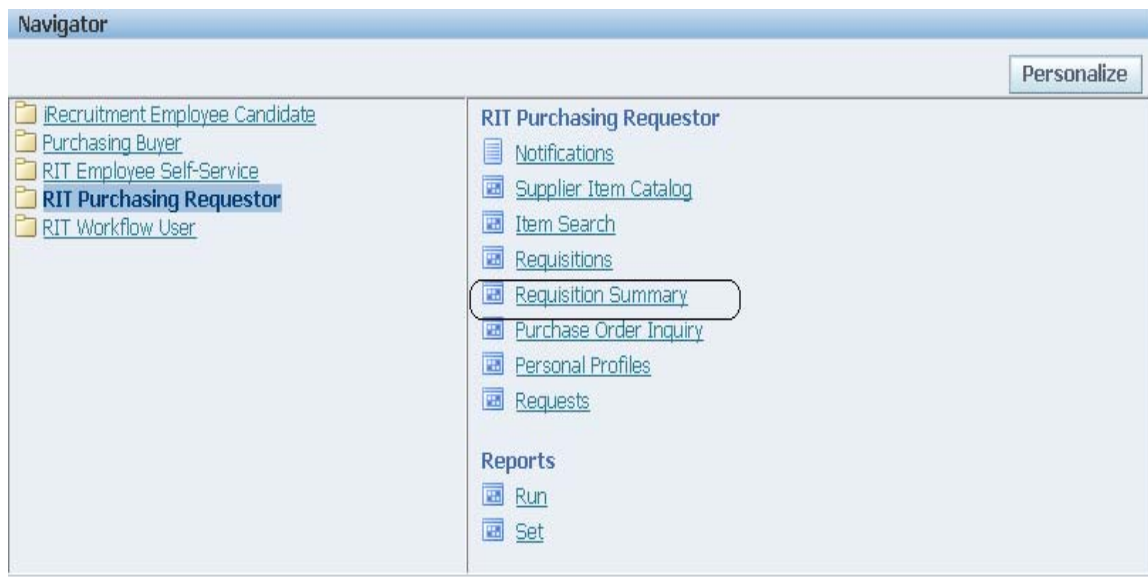 Navigator
Personalize
iRecruitment Employee Candidate
Purchasing Buyer
RIT Employee Self-Service
RIT Purchasing Requestor
RIT Workflow User
RIT Purchasing Requestor
Notifications
Supplier Item Catalog
Item Search
Requisitions
Requisition Summary
Purchase Order Inquiry
Personal Profiles
Requests
Reports
Run
Set